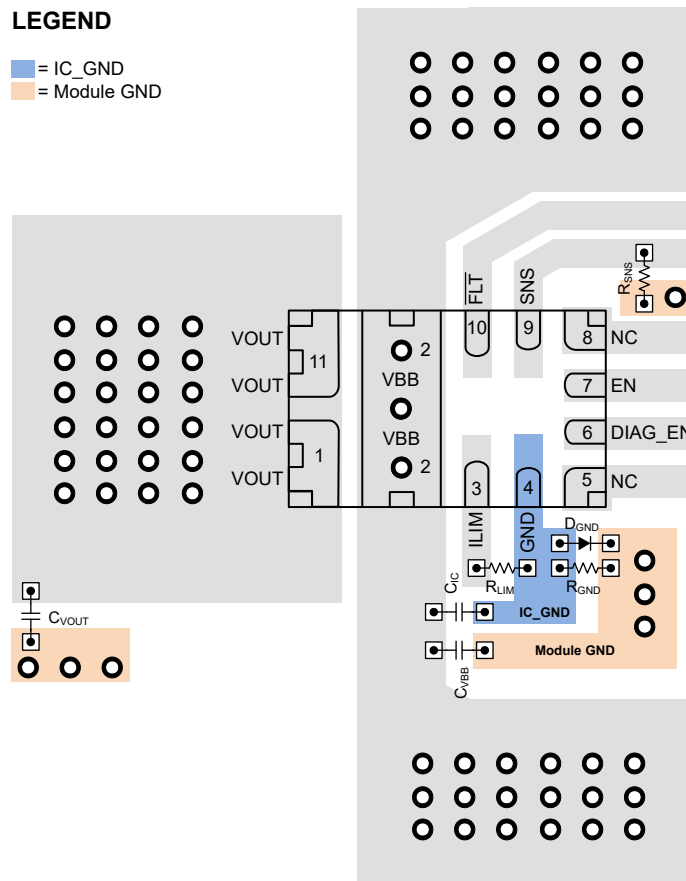 LEGEND
= IC_GND
= Module GND
RSNS
FLT
SNS
10
9
8
NC
VOUT
11
2
VBB
VOUT
7
EN
VOUT
VBB
6
DIAG_EN
1
2
VOUT
3
4
5
NC
ILIM
GND
DGND
CIC
RLIM
RGND
IC_GND
CVOUT
Module GND
CVBB